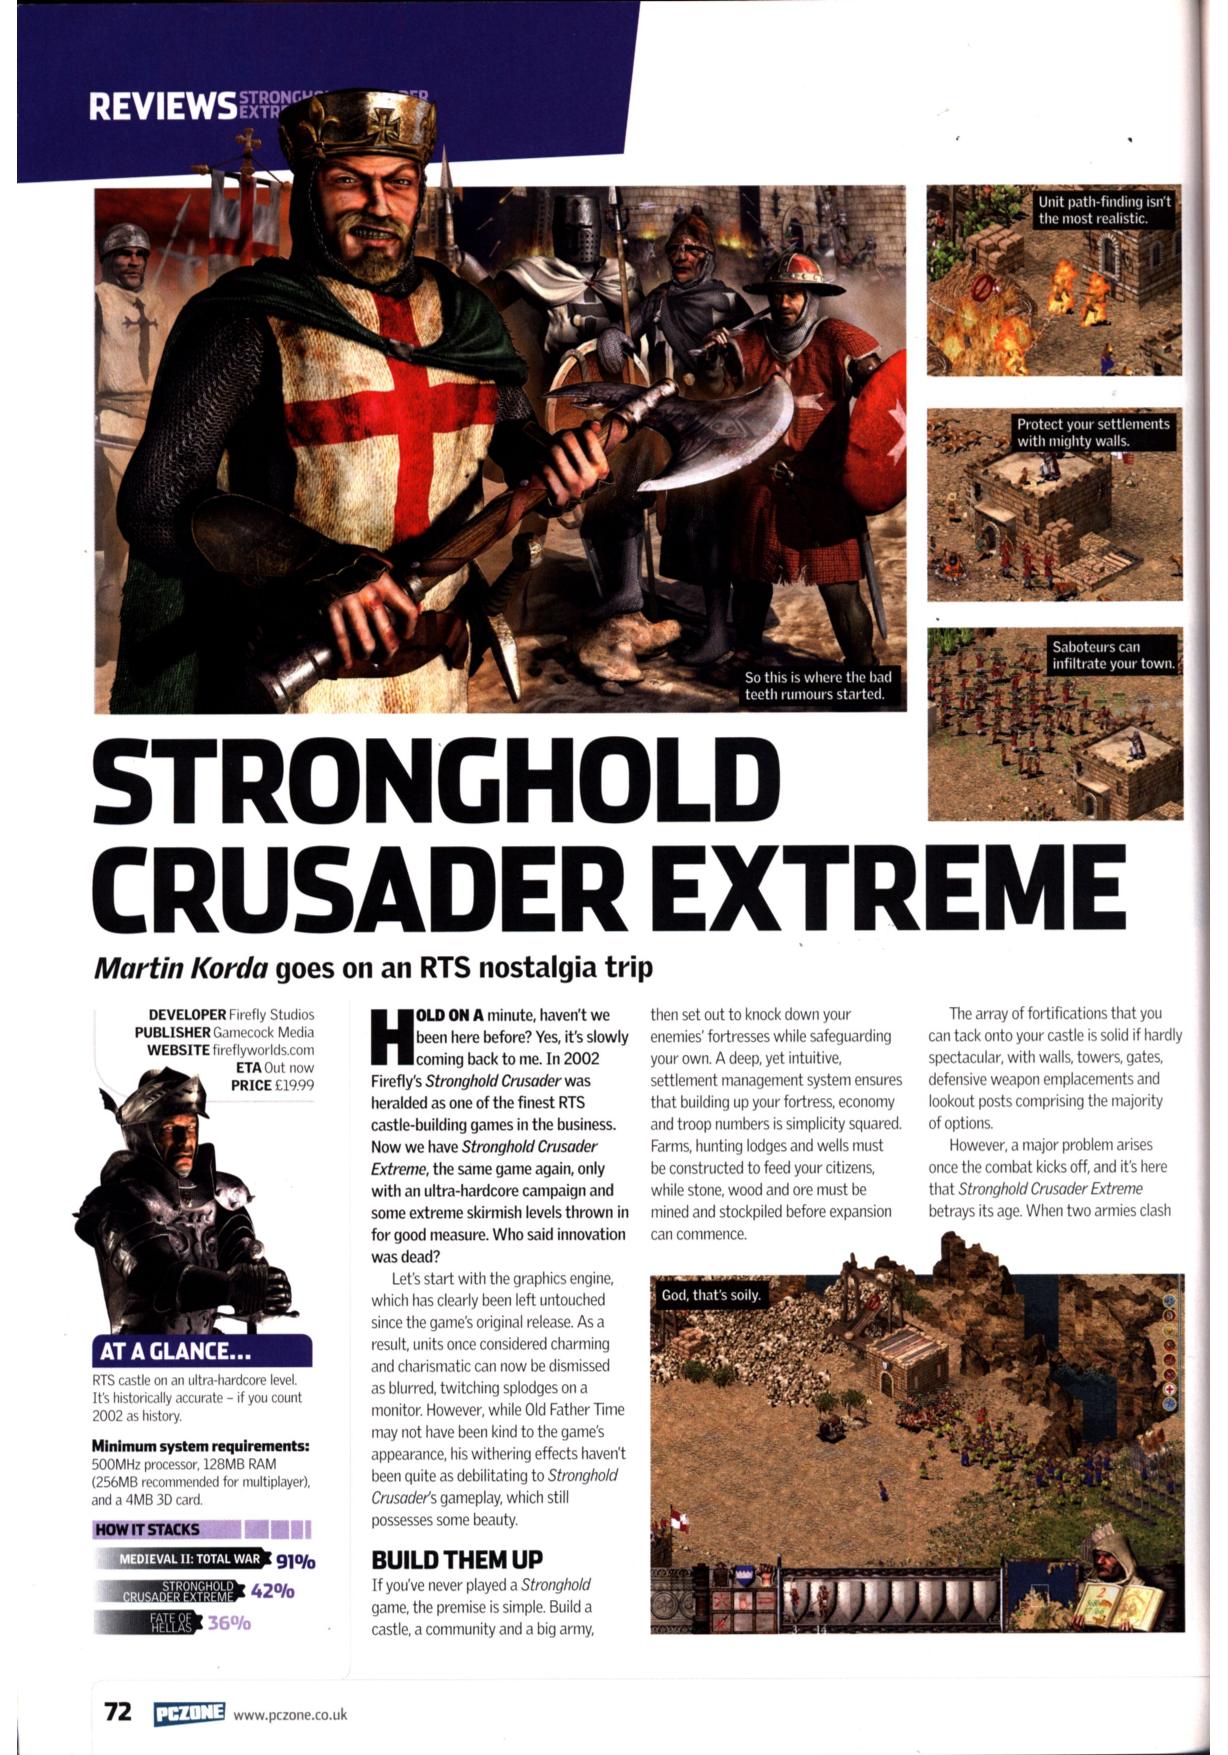 REVIEWS
STRONGHOLD CRUSADER
EXTREME
Unit path-finding isn't
the most realistic.
Protect your settlements
with mighty walls.
Saboteurs can
infiltrate your town.
So this is where the bad
teeth rumours started.
STRONGHOLD
CRUSADER EXTREME
Martin Korda goes on an RTS nostalgia trip
DEVELOPER Firefly Studios
PUBLISHER Gamecock Media
WEBSITE fireflyworlds.com
ETA Out now
PRICE £19.99
AT A GLANCE...
RTS castle on an ultra-hardcore level.
It's historically accurate – if you count
2002 as history.
Minimum system requirements:
500MHz processor, 128MB RAM
(256MB recommended for multiplayer),
and a 4MB 3D card.
HOW IT STACKS
MEDIEVAL II: TOTAL WAR 91%
STRONGHOLD
CRUSADER EXTREME 42%
FATE OF
HELLAS 36%
HOLD ON A minute, haven't we
been here before? Yes, it's slowly
coming back to me. In 2002
Firefly's Stronghold Crusader was
heralded as one of the finest RTS
castle-building games in the business.
Now we have Stronghold Crusader
Extreme, the same game again, only
with an ultra-hardcore campaign and
some extreme skirmish levels thrown in
for good measure. Who said innovation
was dead?
Let's start with the graphics engine,
which has clearly been left untouched
since the game's original release. As a
result, units once considered charming
and charismatic can now be dismissed
as blurred, twitching splodges on a
monitor. However, while Old Father Time
may not have been kind to the game's
appearance, his withering effects haven't
been quite as debilitating to Stronghold
Crusader's gameplay, which still
possesses some beauty.
BUILD THEM UP
If you've never played a Stronghold
game, the premise is simple. Build a
castle, a community and a big army,
then set out to knock down your
enemies' fortresses while safeguarding
your own. A deep, yet intuitive,
settlement management system ensures
that building up your fortress, economy
and troop numbers is simplicity squared.
Farms, hunting lodges and wells must
be constructed to feed your citizens,
while stone, wood and ore must be
mined and stockpiled before expansion
can commence.
The array of fortifications that you
can tack onto your castle is solid if hardly
spectacular, with walls, towers, gates,
defensive weapon emplacements and
lookout posts comprising the majority
of options.
However, a major problem arises
once the combat kicks off, and it's here
that Stronghold Crusader Extreme
betrays its age. When two armies clash
God, that's soily.
3 14
72 PCZONE www.pczone.co.uk